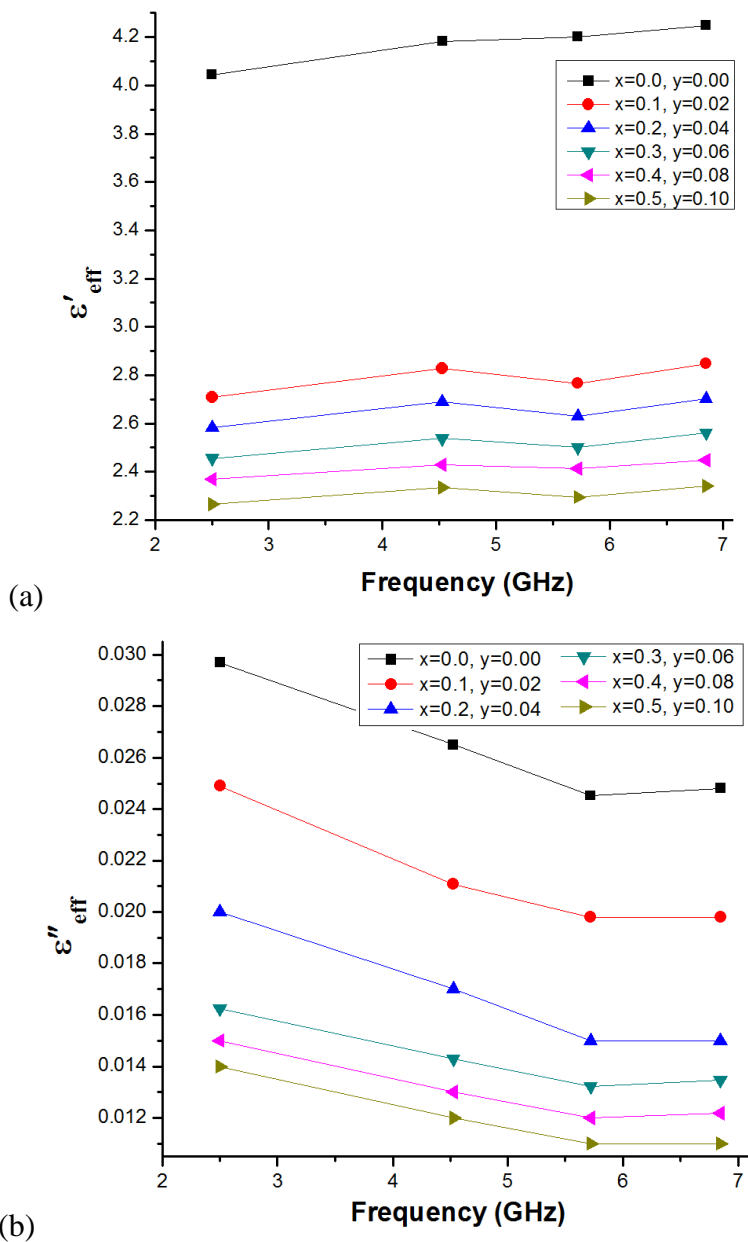 4.2
4.0
3.8
3.6
3.4
3.2
3.0
2.8
2.6
2.4
2.2
ε′eff
x=0.0, y=0.00
x=0.1, y=0.02
x=0.2, y=0.04
x=0.3, y=0.06
x=0.4, y=0.08
x=0.5, y=0.10
2 3 4 5 6 7
Frequency (GHz)
(a)
0.030
0.028
0.026
0.024
0.022
0.020
0.018
0.016
0.014
0.012
ε″eff
x=0.0, y=0.00 x=0.3, y=0.06
x=0.1, y=0.02 x=0.4, y=0.08
x=0.2, y=0.04 x=0.5, y=0.10
2 3 4 5 6 7
Frequency (GHz)
(b)